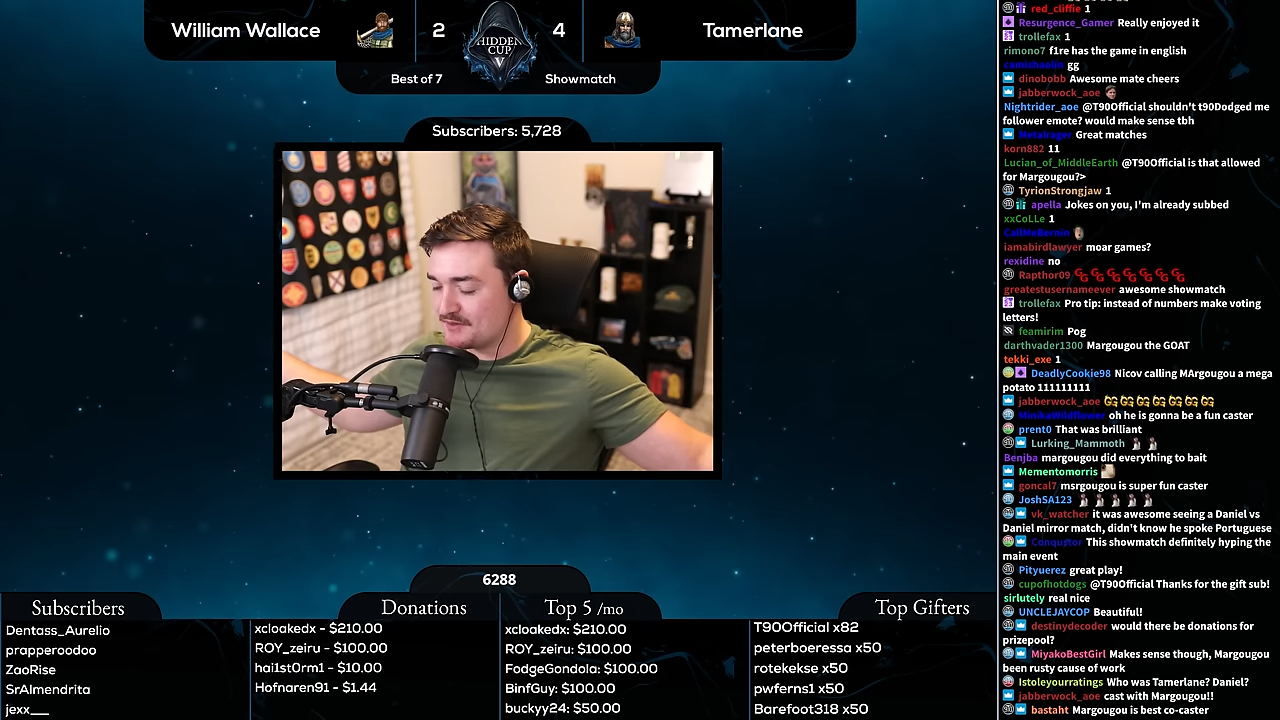 William Wallace
2
HIDDEN
CUP
V
4
Tamerlane
Best of 7
Showmatch
Subscribers: 5,728
6288
Subscribers
Dentass_Aurelio
prapperoodoo
ZaoRise
SrAlmendrita
jexx__
Donations
xcloakedx - $210.00
ROY_zeiru - $100.00
hai1st0rm1 - $10.00
Hofnaren91 - $1.44
Top 5 /mo
xcloakedx: $210.00
ROY_zeiru: $100.00
FodgeGondola: $100.00
BinfGuy: $100.00
buckyy24: $50.00
Top Gifters
T90Official x82
peterboeressa x50
rotekekse x50
pwferns1 x50
Barefoot318 x50
red_cliffie 1
Resurgence_Gamer Really enjoyed it
trollefax 1
rimono7 f1re has the game in english
gg
dinobobb Awesome mate cheers
jabberwock_aoe
Nightrider_aoe @T90Official shouldn't t90Dodged me
follower emote? would make sense tbh
Metairager Great matches
korn882 11
Lucian_of_MiddleEarth @T90Official is that allowed
for Margougou?>
TyrionStrongjaw 1
apella Jokes on you, I'm already subbed
xxCoLLe 1
CallMeBernin
iamabirdlawyer moar games?
rexidine no
Rapthor09
greatestusernameever awesome showmatch
trollefax Pro tip: instead of numbers make voting
letters!
feamirim Pog
darthvader1300 Margougou the GOAT
tekki_exe 1
DeadlyCookie98 Nicov calling MArgougou a mega
potato 111111111
jabberwock_aoe
MinikaWildflower oh he is gonna be a fun caster
prent0 That was brilliant
Lurking_Mammoth
Benjba margougou did everything to bait
Mementomorris
goncal7 msrgougou is super fun caster
JoshSA123
vk_watcher it was awesome seeing a Daniel vs
Daniel mirror match, didn't know he spoke Portuguese
Conqustor This showmatch definitely hyping the
main event
Pityuerez great play!
cupofhotdogs @T90Official Thanks for the gift sub!
sirlutely real nice
UNCLEJAYCOP Beautiful!
destinydecoder would there be donations for
prizepool?
MiyakoBestGirl Makes sense though, Margougou
been rusty cause of work
Istoleyourratings Who was Tamerlane? Daniel?
jabberwock_aoe cast with Margougou!!
bastaht Margougou is best co-caster